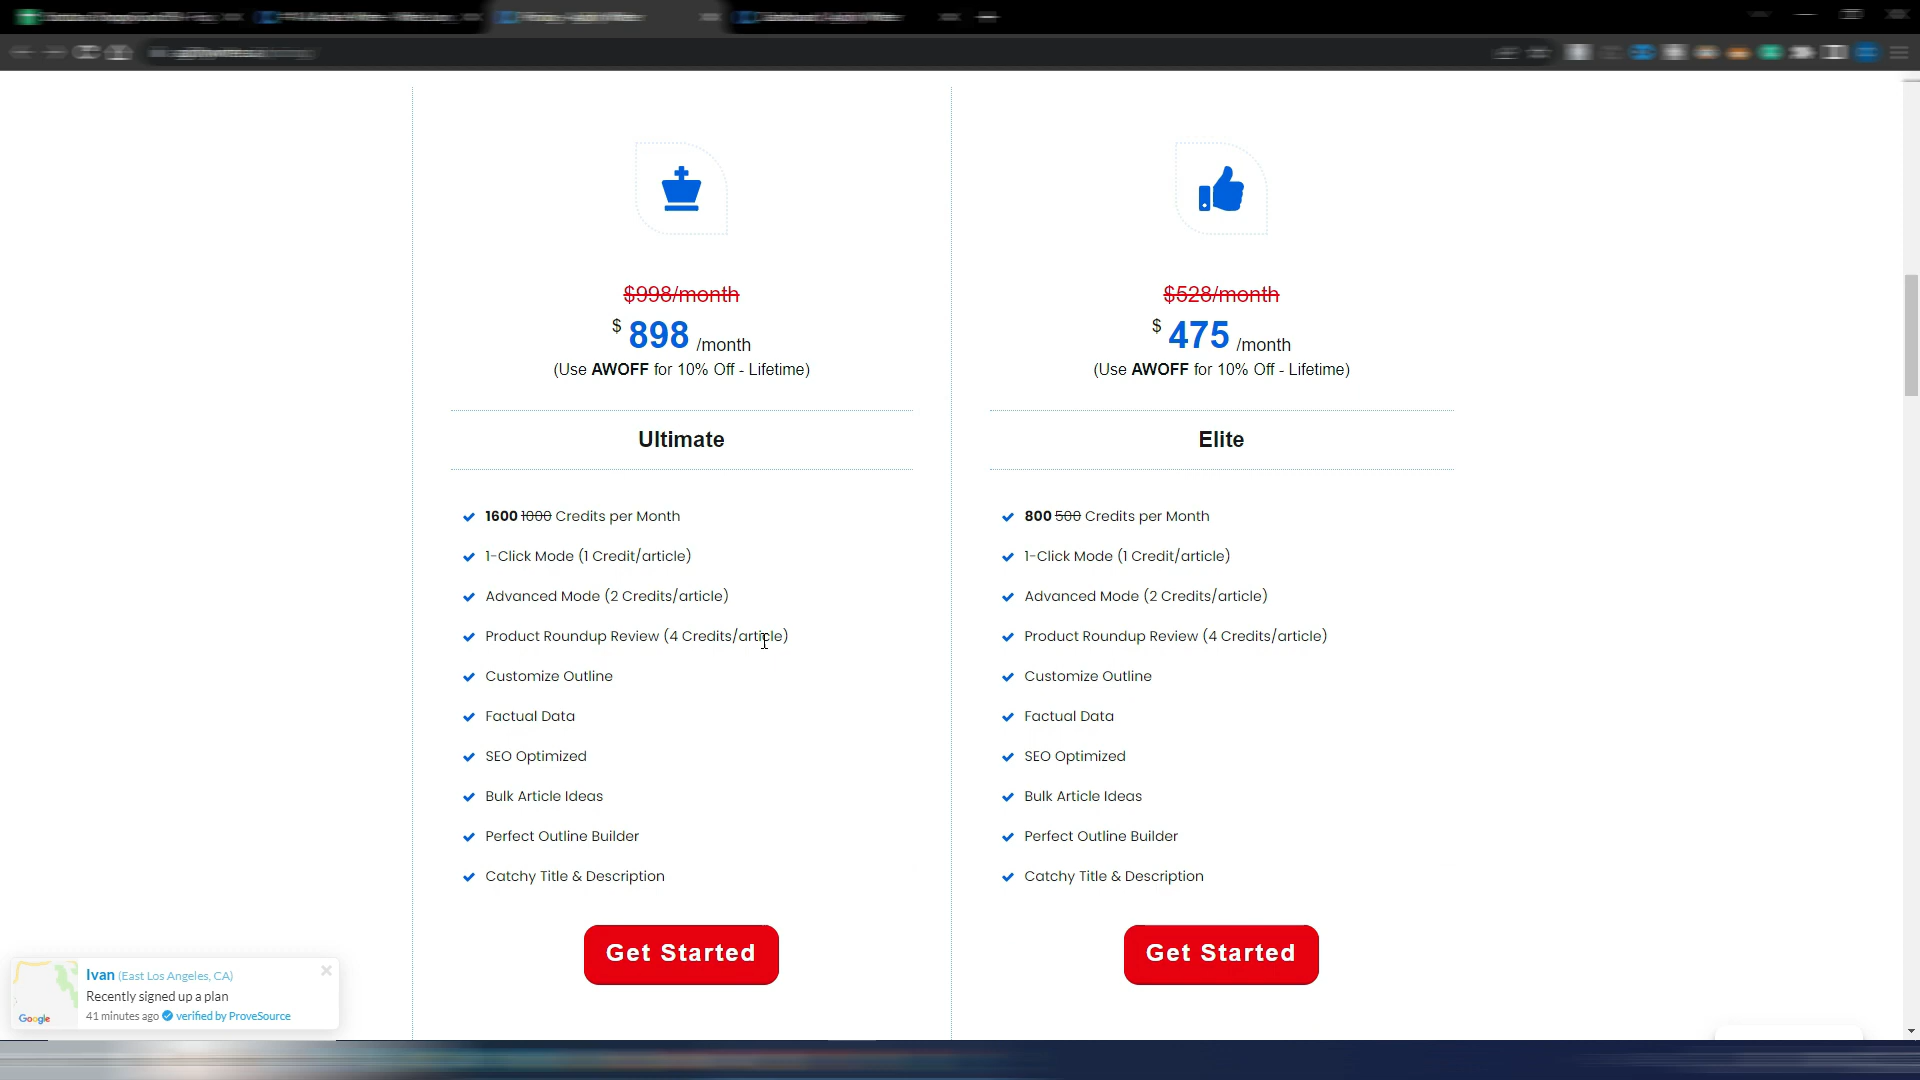 $998/month
$ 898 /month
(Use AWOFF for 10% Off - Lifetime)
Ultimate
1600 1000 Credits per Month
1-Click Mode (1 Credit/article)
Advanced Mode (2 Credits/article)
Product Roundup Review (4 Credits/article)
Customize Outline
Factual Data
SEO Optimized
Bulk Article Ideas
Perfect Outline Builder
Catchy Title & Description
Get Started
$528/month
$ 475 /month
(Use AWOFF for 10% Off - Lifetime)
Elite
800 500 Credits per Month
1-Click Mode (1 Credit/article)
Advanced Mode (2 Credits/article)
Product Roundup Review (4 Credits/article)
Customize Outline
Factual Data
SEO Optimized
Bulk Article Ideas
Perfect Outline Builder
Catchy Title & Description
Get Started
Google
Ivan (East Los Angeles, CA)
Recently signed up a plan
41 minutes ago verified by ProveSource